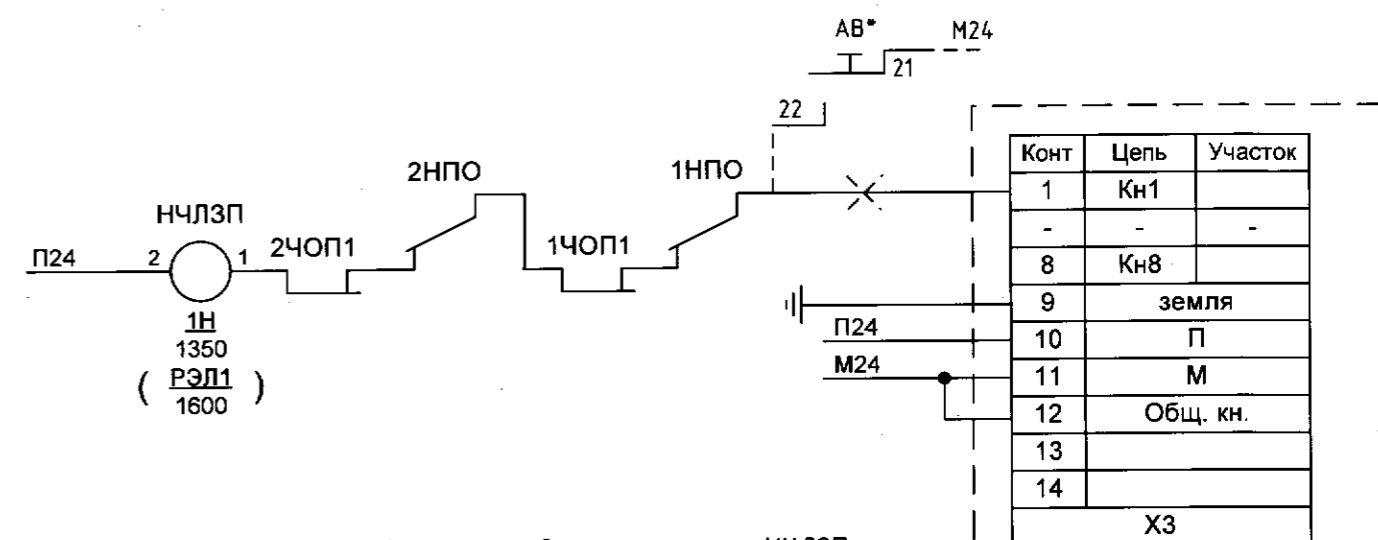 АВ* М24
21
22
2НПО 1НПО
НЧЛЗП
2ЧОП1 1ЧОП1
П24 2 1
1Н
1350
( РЭЛ1 )
1600
Конт Цепь Участок
1 Кн1
- - -
8 Кн8
9 земля
П24 10 П
М24 11 М
12 Общ. кн.
13
14
Х3